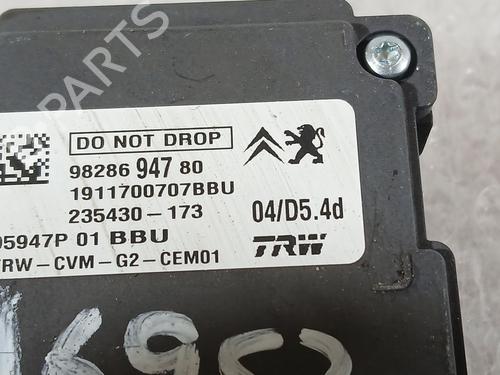 PARTS
DO NOT DROP
98286 947 80
1911700707BBU
235430-173
04/D5.4d
05947P 01 BBU
TRW
TRW-CVM-G2-CEM01